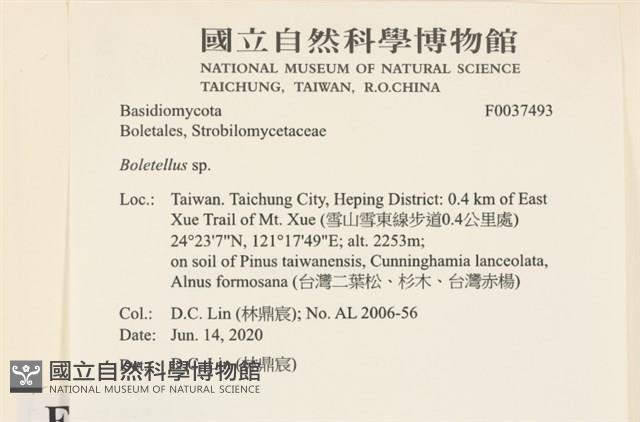 國立自然科學博物館
NATIONAL MUSEUM OF NATURAL SCIENCE
TAICHUNG, TAIWAN, R.O.CHINA
Basidiomycota F0037493
Boletales, Strobilomycetaceae
Boletellus sp.
Loc.: Taiwan. Taichung City, Heping District: 0.4 km of East
Xue Trail of Mt. Xue (雪山雪東線步道0.4公里處)
24°23'7"N, 121°17'49"E; alt. 2253m;
on soil of Pinus taiwanensis, Cunninghamia lanceolata,
Alnus formosana (台灣二葉松、杉木、台灣赤楊)
Col.: D.C. Lin (林鼎宸); No. AL 2006-56
Date: Jun. 14, 2020
D.C. Lin (林鼎宸)
國立自然科學博物館
NATIONAL MUSEUM OF NATURAL SCIENCE